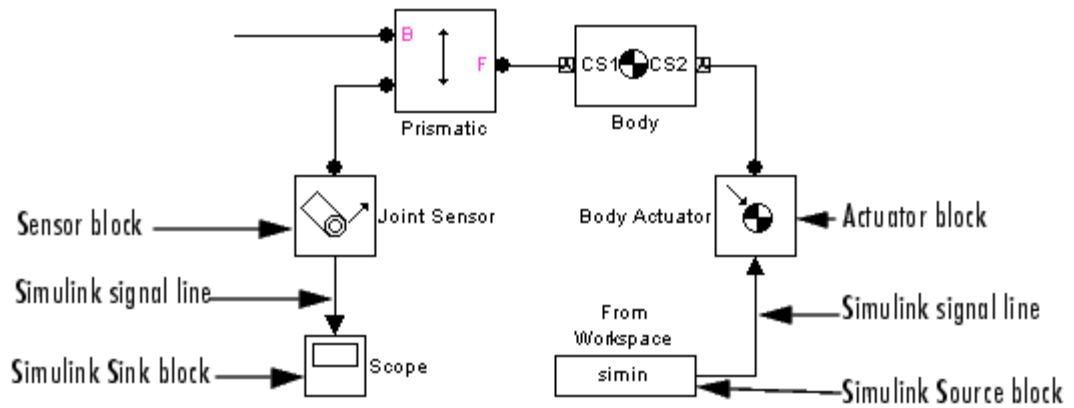 B
F
CS1 CS2
Prismatic
Body
Sensor block
Joint Sensor
Body Actuator
Actuator block
Simulink signal line
From
Workspace
Simulink signal line
Simulink Sink block
Scope
simin
Simulink Source block